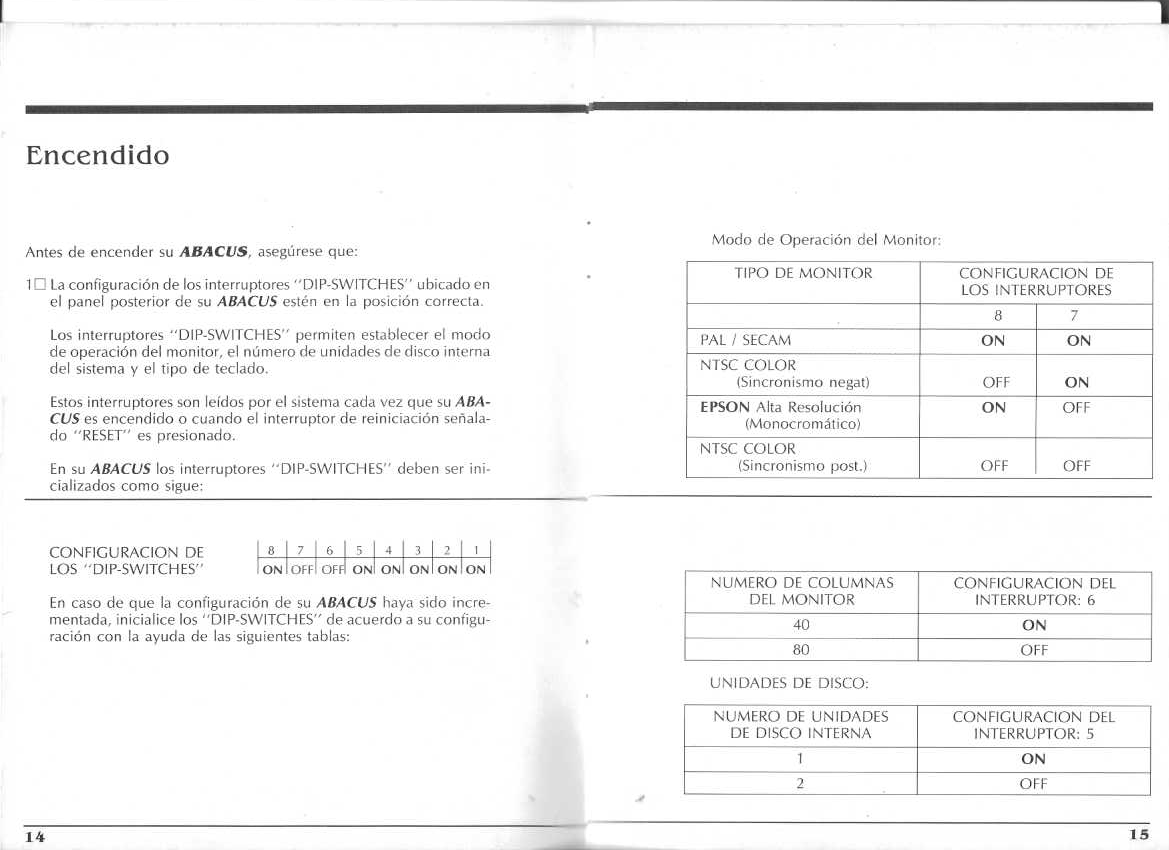 Encendido
Antes de encender su ABACUS, asegúrese que:
1☐ La configuración de los interruptores "DIP-SWITCHES" ubicado en
el panel posterior de su ABACUS estén en la posición correcta.
Los interruptores "DIP-SWITCHES" permiten establecer el modo
de operación del monitor, el número de unidades de disco interna
del sistema y el tipo de teclado.
Estos interruptores son leídos por el sistema cada vez que su ABA-
CUS es encendido o cuando el interruptor de reiniciación señala-
do "RESET" es presionado.
En su ABACUS los interruptores "DIP-SWITCHES" deben ser ini-
cializados como sigue:
CONFIGURACION DE
LOS "DIP-SWITCHES"
8 7 6 5 4 3 2 1
ON OFF OFF ON ON ON ON ON
En caso de que la configuración de su ABACUS haya sido incre-
mentada, inicialice los "DIP-SWITCHES" de acuerdo a su configu-
ración con la ayuda de las siguientes tablas:
14
Modo de Operación del Monitor:
TIPO DE MONITOR CONFIGURACION DE
LOS INTERRUPTORES
8 7
PAL / SECAM ON ON
NTSC COLOR
(Sincronismo negat) OFF ON
EPSON Alta Resolución ON OFF
(Monocromático)
NTSC COLOR
(Sincronismo post.) OFF OFF
NUMERO DE COLUMNAS CONFIGURACION DEL
DEL MONITOR INTERRUPTOR: 6
40 ON
80 OFF
UNIDADES DE DISCO:
NUMERO DE UNIDADES CONFIGURACION DEL
DE DISCO INTERNA INTERRUPTOR: 5
1 ON
2 OFF
15